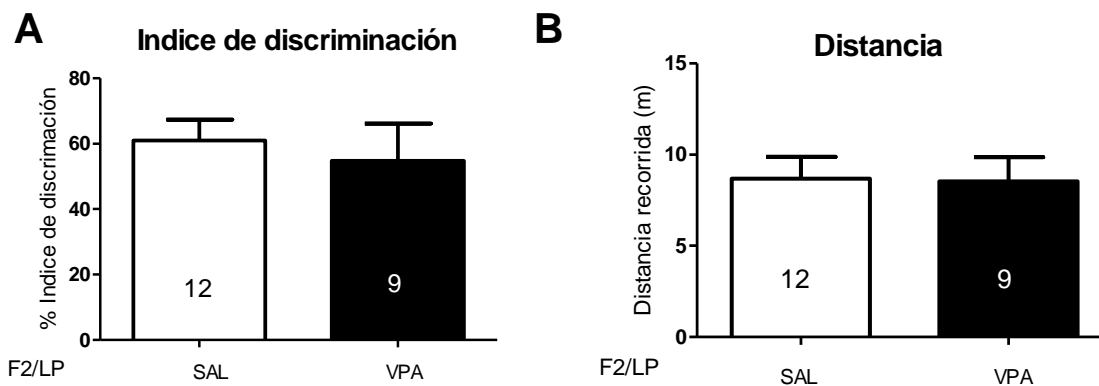 A
Indice de discriminación
% Indice de discrimación
80
60
40
20
0
12
9
F2/LP
SAL
VPA
B
Distancia
Distancia recorrida (m)
15
10
5
0
12
9
F2/LP
SAL
VPA